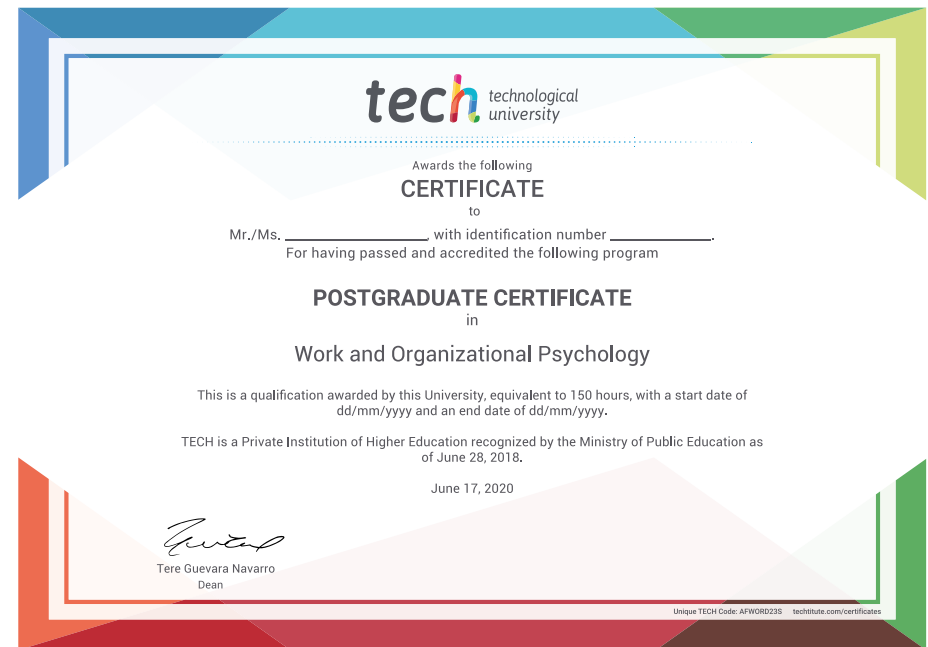 tech technological
university
Awards the following
CERTIFICATE
to
Mr./Ms. ____________________, with identification number ______________.
For having passed and accredited the following program
POSTGRADUATE CERTIFICATE
in
Work and Organizational Psychology
This is a qualification awarded by this University, equivalent to 150 hours, with a start date of
dd/mm/yyyy and an end date of dd/mm/yyyy.
TECH is a Private Institution of Higher Education recognized by the Ministry of Public Education as
of June 28, 2018.
June 17, 2020
Tere Guevara Navarro
Dean
Unique TECH Code: AFWORD23S techtitute.com/certificates